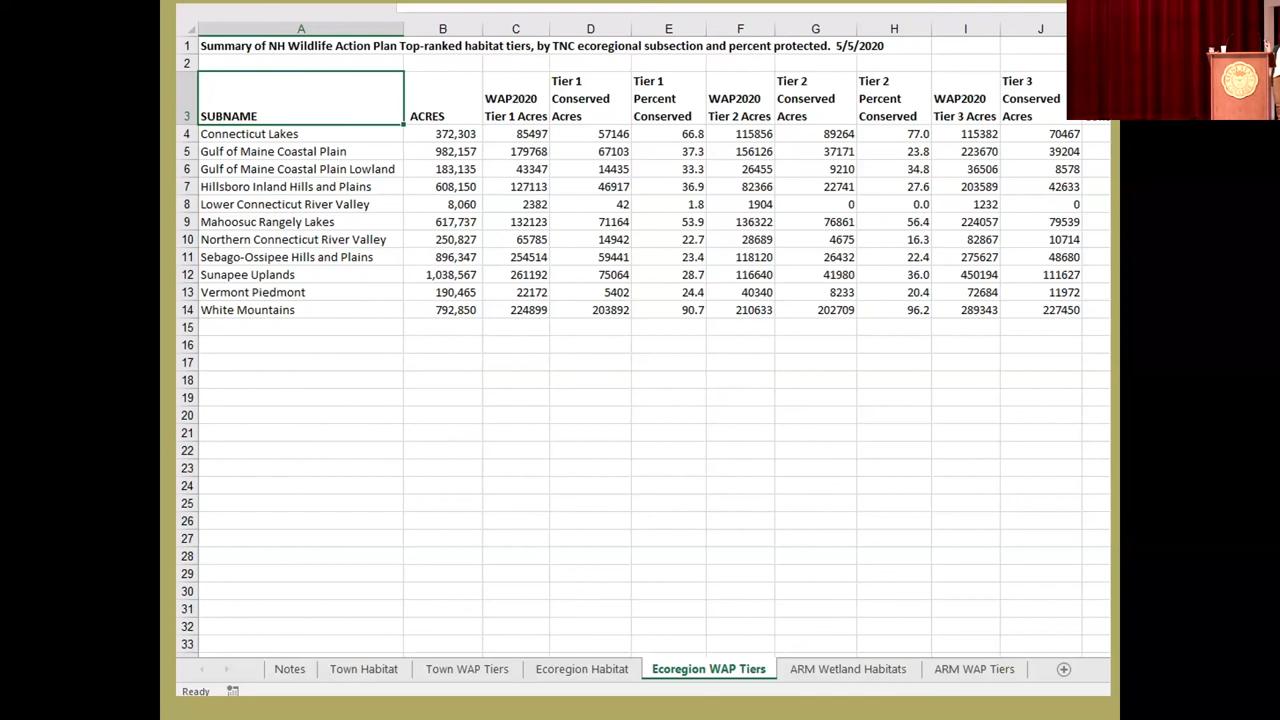 A B C D E F G H I J
1 Summary of NH Wildlife Action Plan Top-ranked habitat tiers, by TNC ecoregional subsection and percent protected. 5/5/2020
2
3 SUBNAME ACRES WAP2020 Tier 1 Acres Tier 1 Conserved Acres Tier 1 Percent Conserved WAP2020 Tier 2 Acres Tier 2 Conserved Acres Tier 2 Percent Conserved WAP2020 Tier 3 Acres Tier 3 Conserved Acres
4 Connecticut Lakes 372,303 85497 57146 66.8 115856 89264 77.0 115382 70467
5 Gulf of Maine Coastal Plain 982,157 179768 67103 37.3 156126 37171 23.8 223670 39204
6 Gulf of Maine Coastal Plain Lowland 183,135 43347 14435 33.3 26455 9210 34.8 36506 8578
7 Hillsboro Inland Hills and Plains 608,150 127113 46917 36.9 82366 22741 27.6 203589 42633
8 Lower Connecticut River Valley 8,060 2382 42 1.8 1904 0 0.0 1232 0
9 Mahoosuc Rangely Lakes 617,737 132123 71164 53.9 136322 76861 56.4 224057 79539
10 Northern Connecticut River Valley 250,827 65785 14942 22.7 28689 4675 16.3 82867 10714
11 Sebago-Ossipee Hills and Plains 896,347 254514 59441 23.4 118120 26432 22.4 275627 48680
12 Sunapee Uplands 1,038,567 261192 75064 28.7 116640 41980 36.0 450194 111627
13 Vermont Piedmont 190,465 22172 5402 24.4 40340 8233 20.4 72684 11972
14 White Mountains 792,850 224899 203892 90.7 210633 202709 96.2 289343 227450
15
16
17
18
19
20
21
22
23
24
25
26
27
28
29
30
31
32
33
Notes Town Habitat Town WAP Tiers Ecoregion Habitat Ecoregion WAP Tiers ARM Wetland Habitats ARM WAP Tiers
Ready